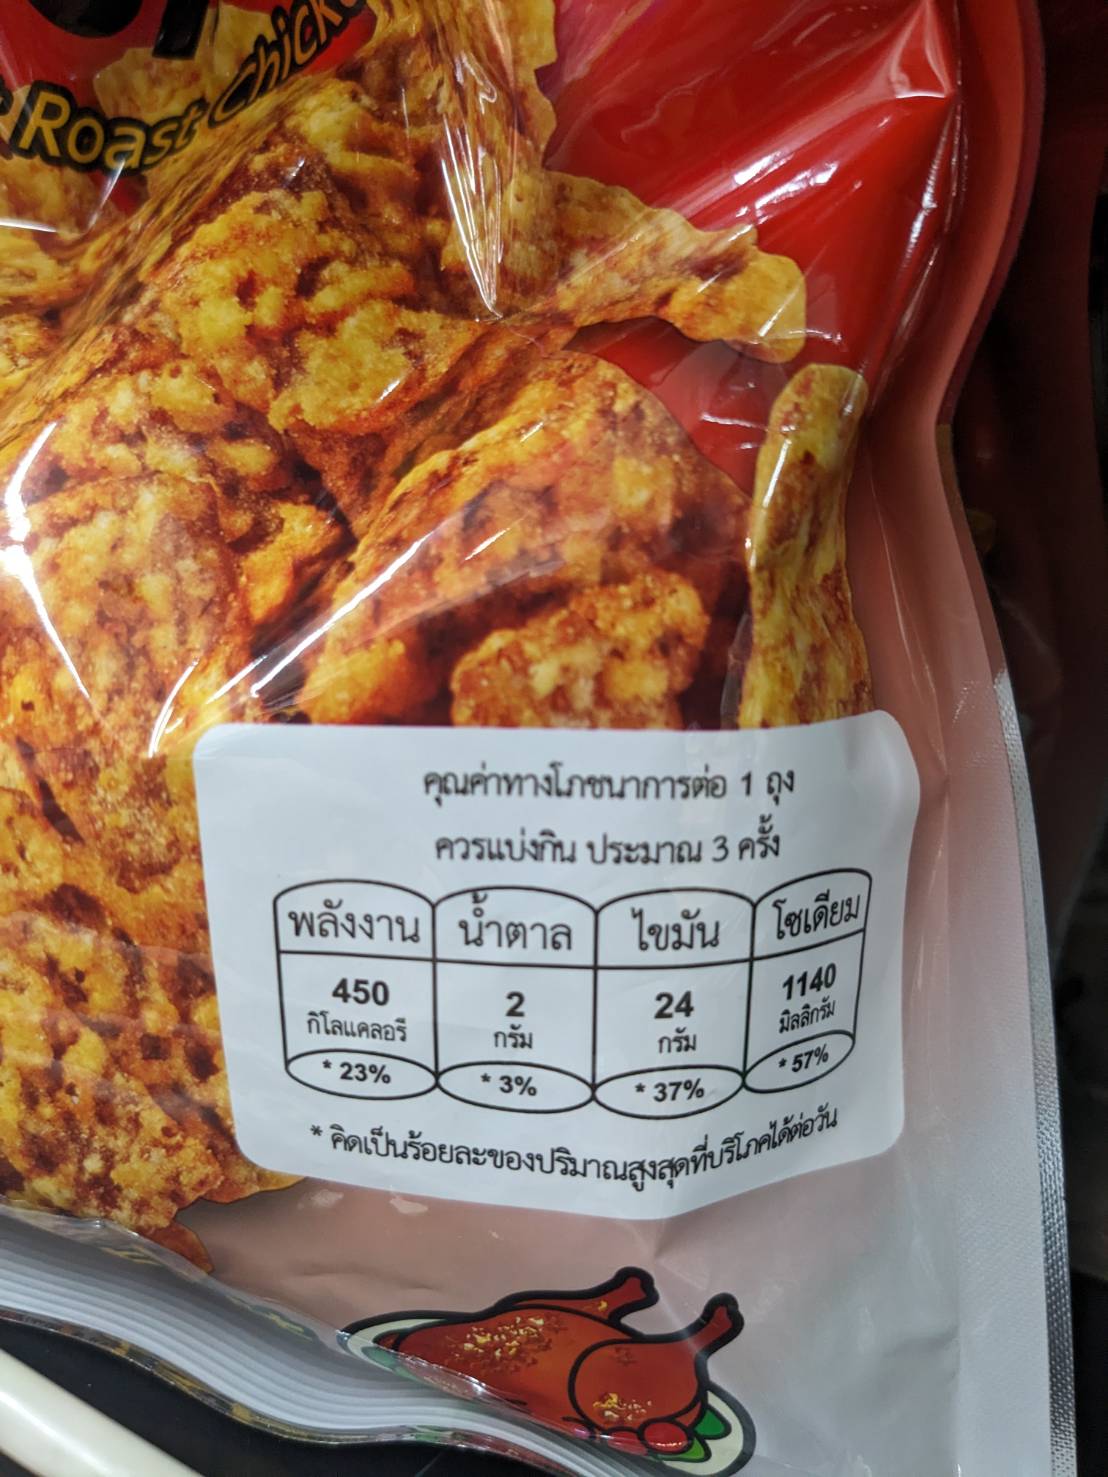 Roast Chick
คุณค่าทางโภชนาการต่อ 1 ถุง
ควรแบ่งกิน ประมาณ 3 ครั้ง
พลังงาน น้ำตาล ไขมัน โซเดียม
450 2 24 1140
กิโลแคลอรี กรัม กรัม มิลลิกรัม
* 23% * 3% * 37% * 57%
* คิดเป็นร้อยละของปริมาณสูงสุดที่บริโภคได้ต่อวัน